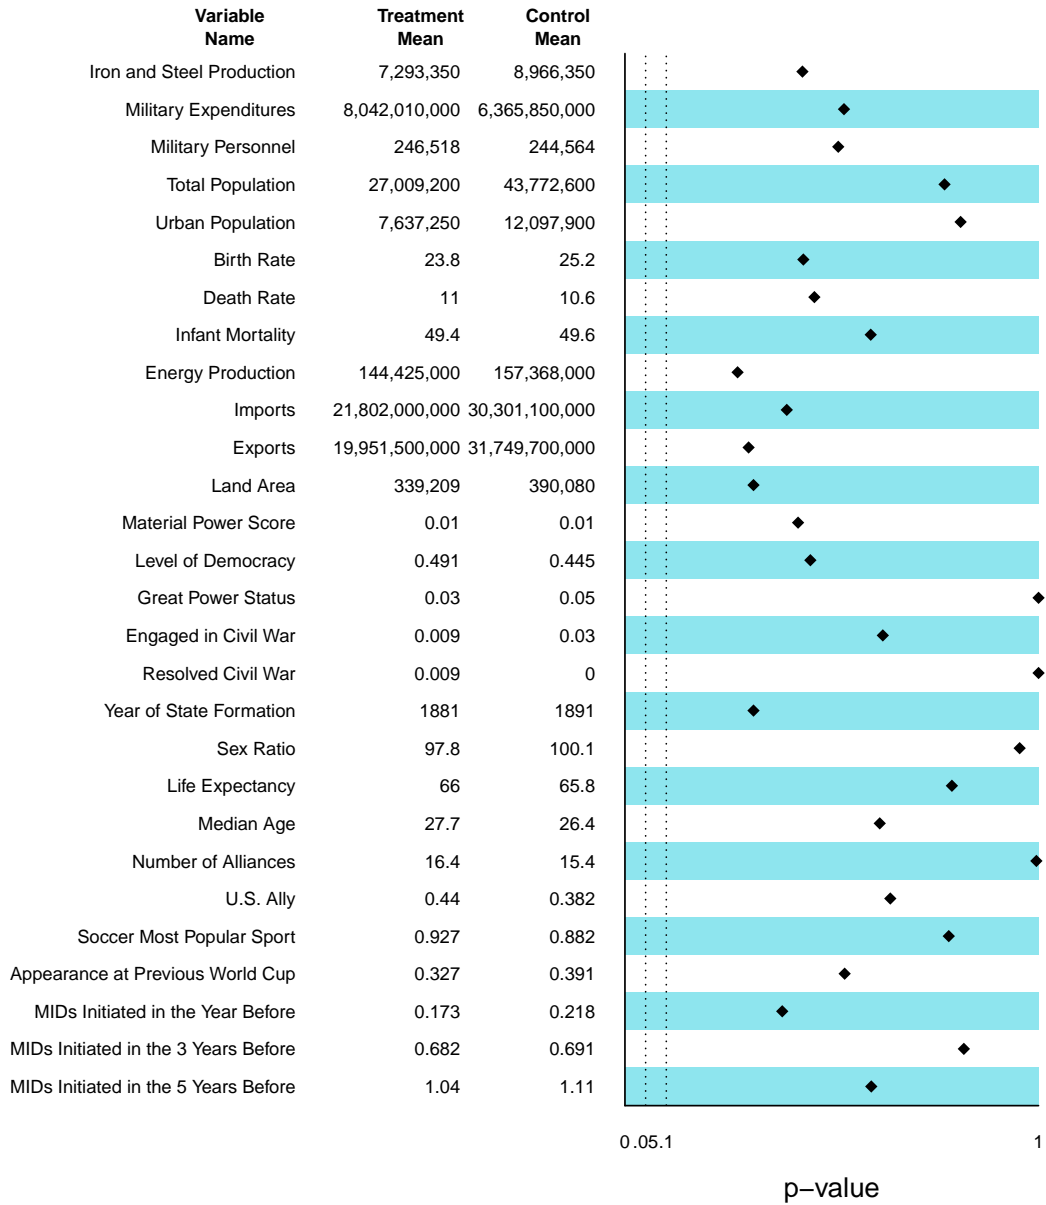 Variable Treatment Control
Name Mean Mean
Iron and Steel Production 7,293,350 8,966,350
Military Expenditures 8,042,010,000 6,365,850,000
Military Personnel 246,518 244,564
Total Population 27,009,200 43,772,600
Urban Population 7,637,250 12,097,900
Birth Rate 23.8 25.2
Death Rate 11 10.6
Infant Mortality 49.4 49.6
Energy Production 144,425,000 157,368,000
Imports 21,802,000,000 30,301,100,000
Exports 19,951,500,000 31,749,700,000
Land Area 339,209 390,080
Material Power Score 0.01 0.01
Level of Democracy 0.491 0.445
Great Power Status 0.03 0.05
Engaged in Civil War 0.009 0.03
Resolved Civil War 0.009 0
Year of State Formation 1881 1891
Sex Ratio 97.8 100.1
Life Expectancy 66 65.8
Median Age 27.7 26.4
Number of Alliances 16.4 15.4
U.S. Ally 0.44 0.382
Soccer Most Popular Sport 0.927 0.882
Appearance at Previous World Cup 0.327 0.391
MIDs Initiated in the Year Before 0.173 0.218
MIDs Initiated in the 3 Years Before 0.682 0.691
MIDs Initiated in the 5 Years Before 1.04 1.11
0 .05 .1 1
p−value